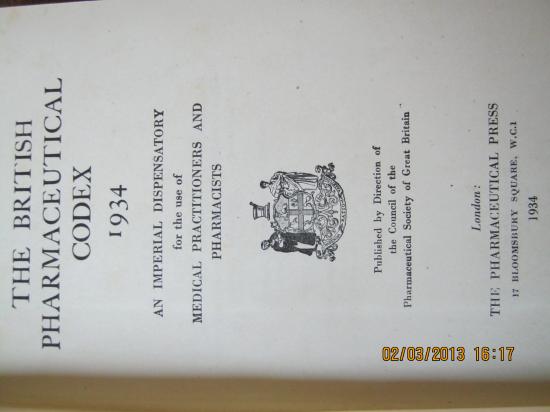 THE BRITISH
PHARMACEUTICAL
CODEX
1934
AN IMPERIAL DISPENSATORY
for the use of
MEDICAL PRACTITIONERS AND
PHARMACISTS
Published by Direction of
the Council of the
Pharmaceutical Society of Great Britain
London:
THE PHARMACEUTICAL PRESS
17 BLOOMSBURY SQUARE, W.C.1
1934
02/03/2013 16:17